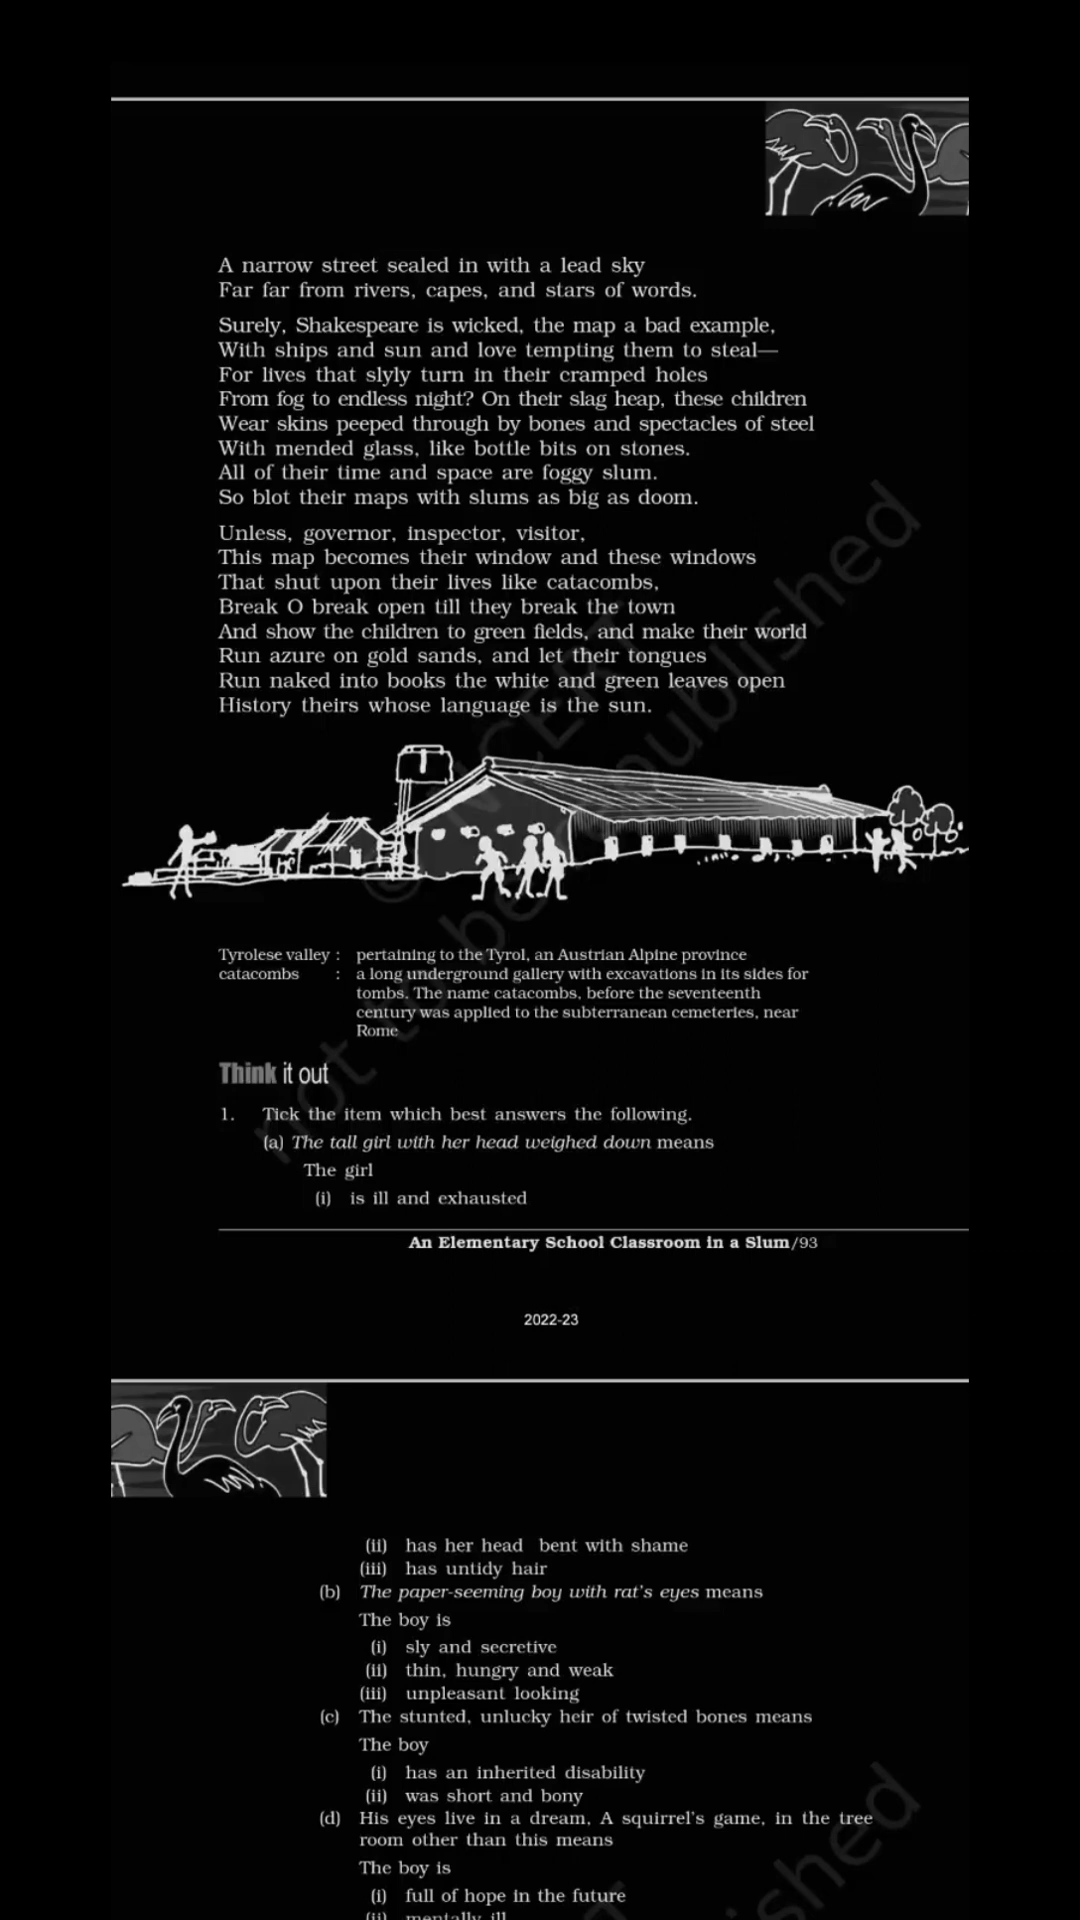 A narrow street sealed in with a lead sky
Far far from rivers, capes, and stars of words.
Surely, Shakespeare is wicked, the map a bad example,
With ships and sun and love tempting them to steal—
For lives that slyly turn in their cramped holes
From fog to endless night? On their slag heap, these children
Wear skins peeped through by bones and spectacles of steel
With mended glass, like bottle bits on stones.
All of their time and space are foggy slum.
So blot their maps with slums as big as doom.
Unless, governor, inspector, visitor,
This map becomes their window and these windows
That shut upon their lives like catacombs,
Break O break open till they break the town
And show the children to green fields, and make their world
Run azure on gold sands, and let their tongues
Run naked into books the white and green leaves open
History theirs whose language is the sun.
© NCERT
not to be republished
Tyrolese valley : pertaining to the Tyrol, an Austrian Alpine province
catacombs : a long underground gallery with excavations in its sides for
tombs. The name catacombs, before the seventeenth
century was applied to the subterranean cemeteries, near
Rome
Think it out
1. Tick the item which best answers the following.
(a) The tall girl with her head weighed down means
The girl
(i) is ill and exhausted
An Elementary School Classroom in a Slum/93
2022-23
(ii) has her head bent with shame
(iii) has untidy hair
(b) The paper-seeming boy with rat's eyes means
The boy is
(i) sly and secretive
(ii) thin, hungry and weak
(iii) unpleasant looking
(c) The stunted, unlucky heir of twisted bones means
The boy
(i) has an inherited disability
(ii) was short and bony
(d) His eyes live in a dream, A squirrel's game, in the tree
room other than this means
The boy is
(i) full of hope in the future
(ii) mentally ill